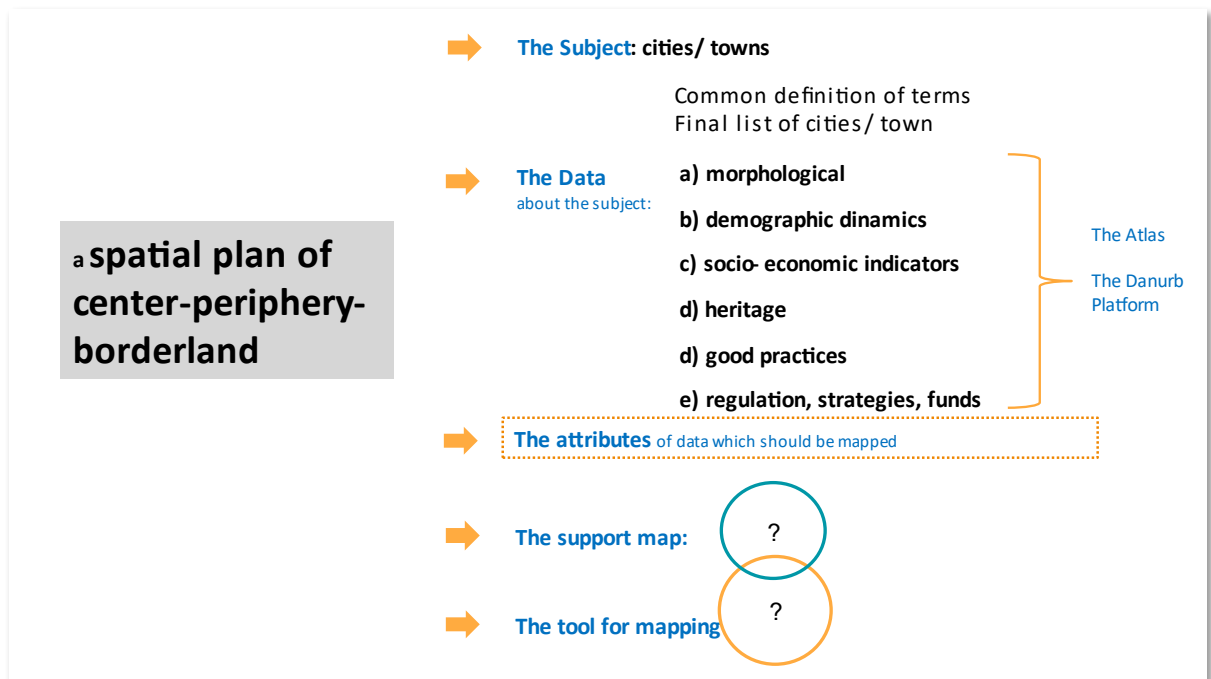 The Subject: cities/ towns
Common definition of terms
Final list of cities/ town
The Data
about the subject:
a) morphological
b) demographic dinamics
c) socio- economic indicators
d) heritage
d) good practices
e) regulation, strategies, funds
The Atlas
The Danurb
Platform
a spatial plan of
center-periphery-
borderland
The attributes of data which should be mapped
The support map:
?
The tool for mapping
?